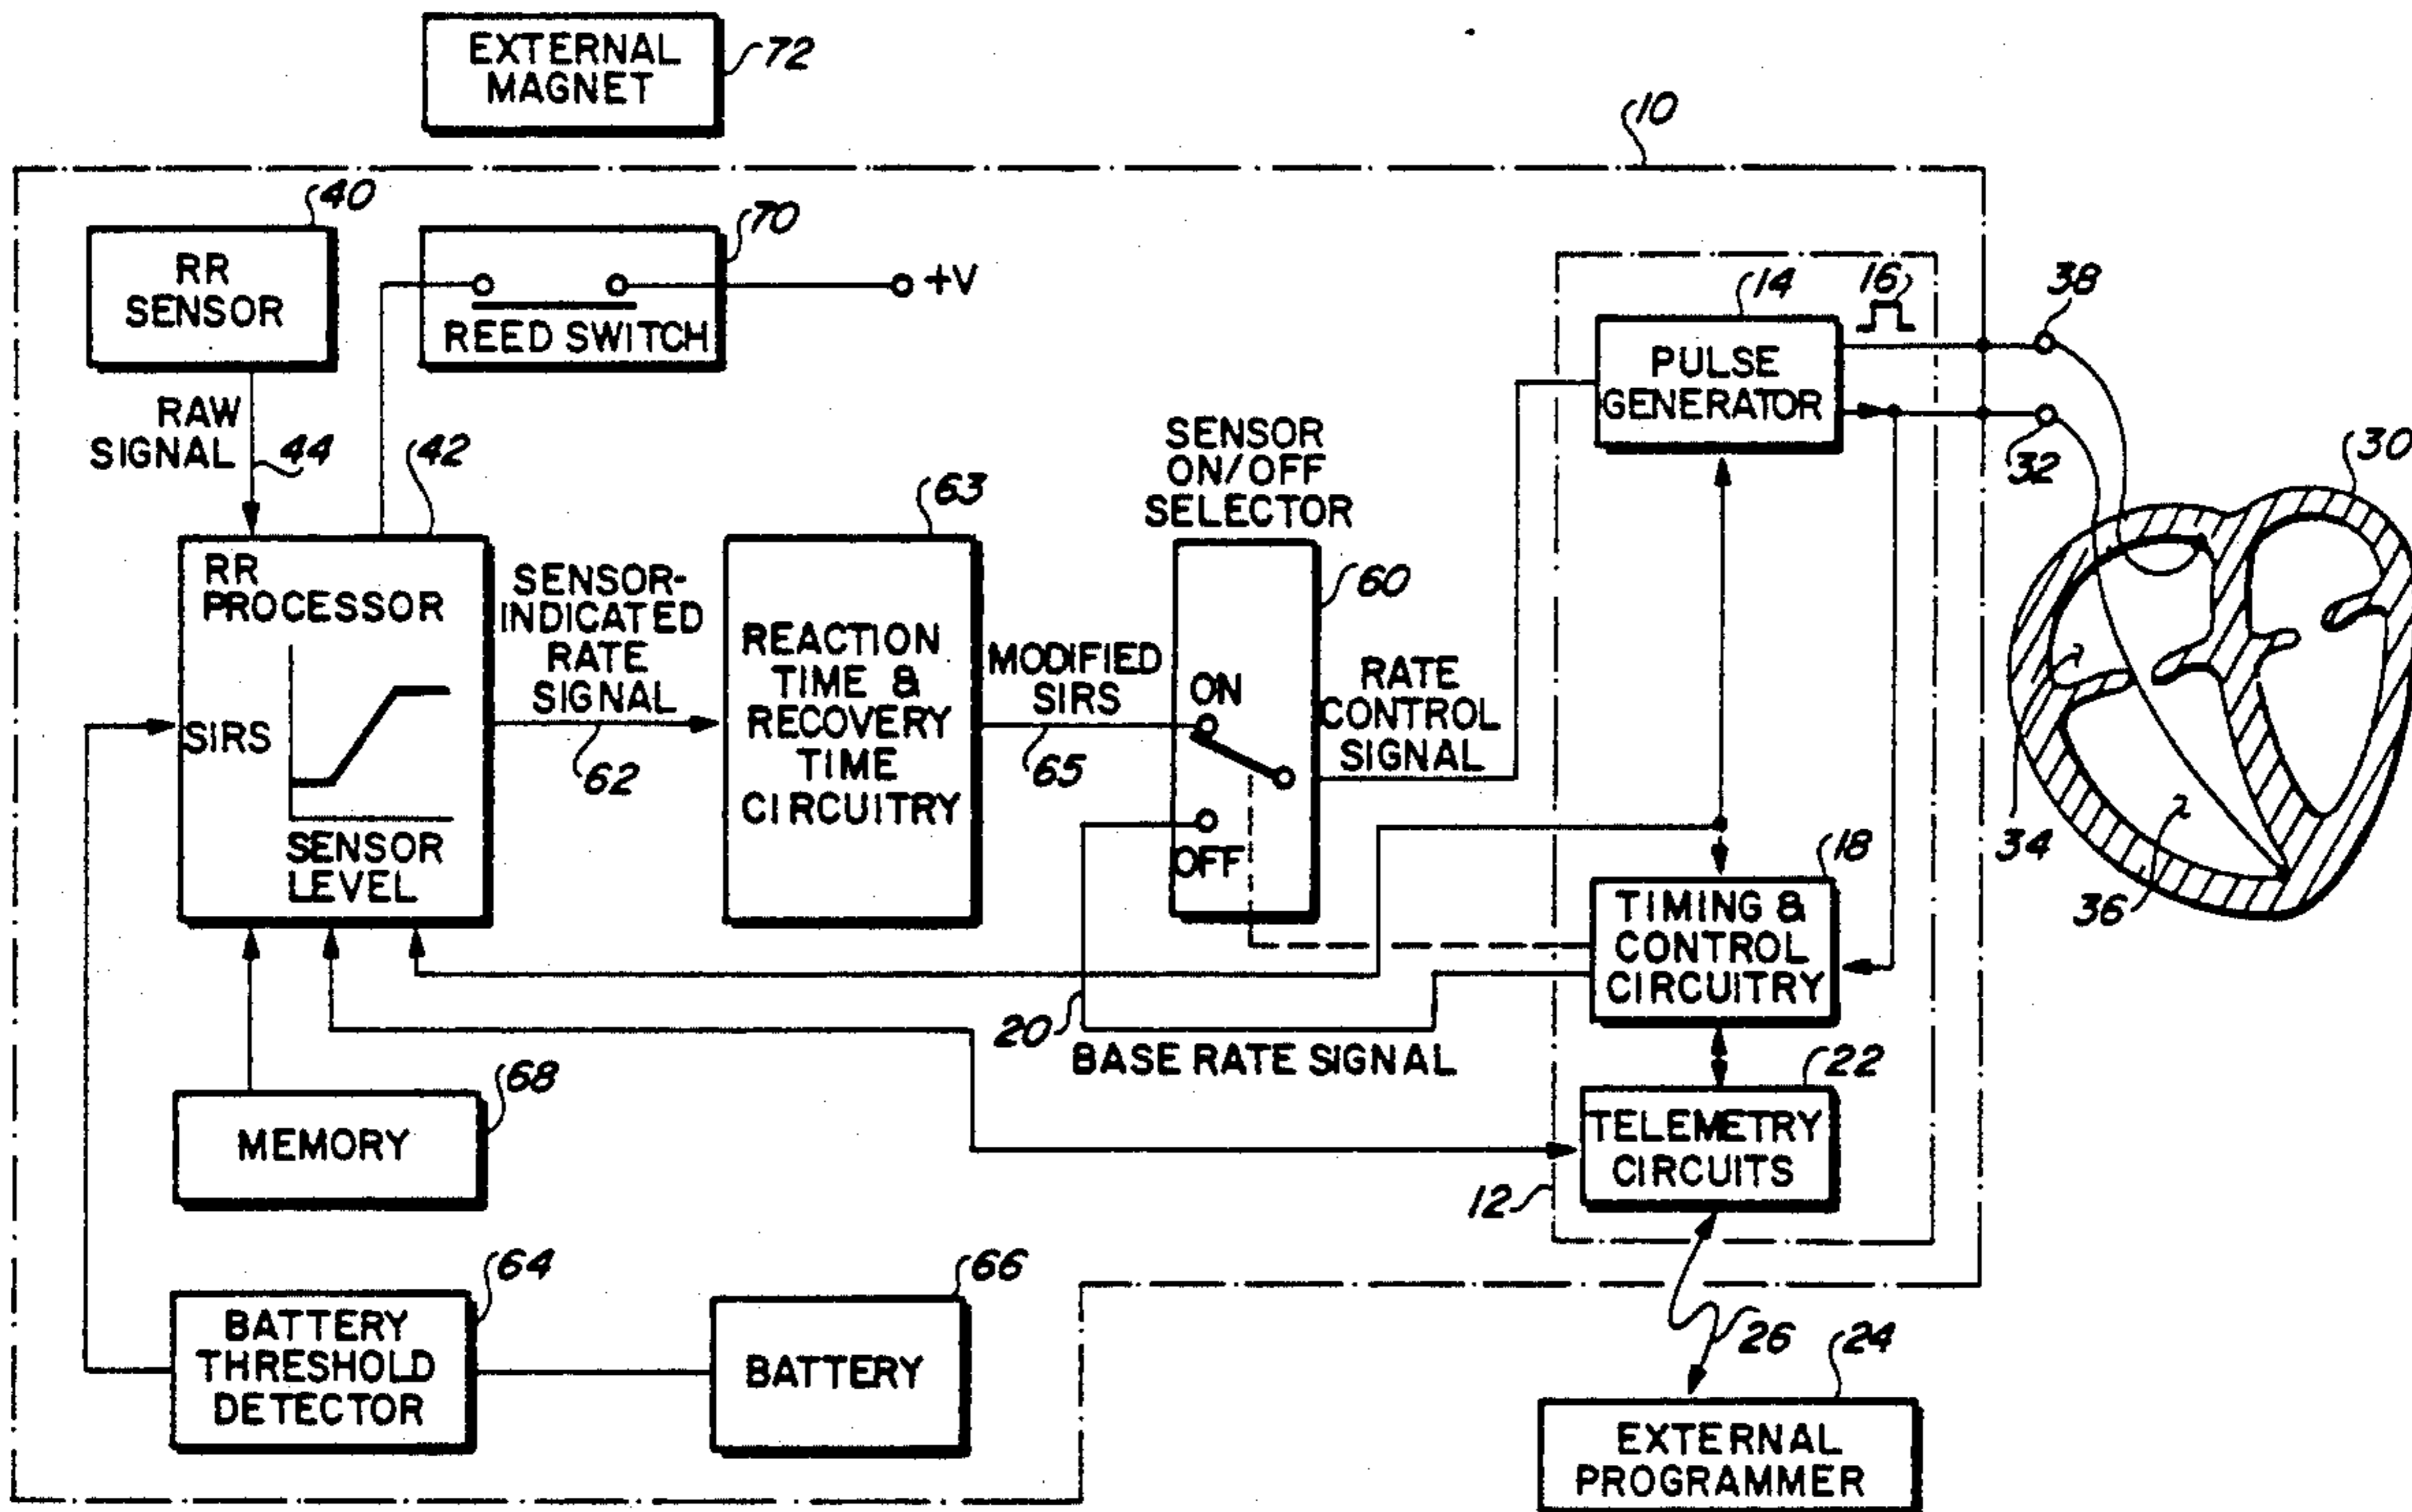 EXTERNAL
MAGNET
72
10
40
RR
SENSOR
70
+V
REED SWITCH
14
16
PULSE
GENERATOR
38
32
30
RAW
SIGNAL
44
42
RR
PROCESSOR
SIRS
SENSOR
LEVEL
SENSOR-
INDICATED
RATE
SIGNAL
62
63
REACTION
TIME &
RECOVERY
TIME
CIRCUITRY
MODIFIED
SIRS
65
SENSOR
ON/OFF
SELECTOR
60
ON
OFF
RATE
CONTROL
SIGNAL
18
TIMING &
CONTROL
CIRCUITRY
34
36
20
BASE RATE SIGNAL
22
TELEMETRY
CIRCUITS
12
68
MEMORY
64
BATTERY
THRESHOLD
DETECTOR
66
BATTERY
26
24
EXTERNAL
PROGRAMMER